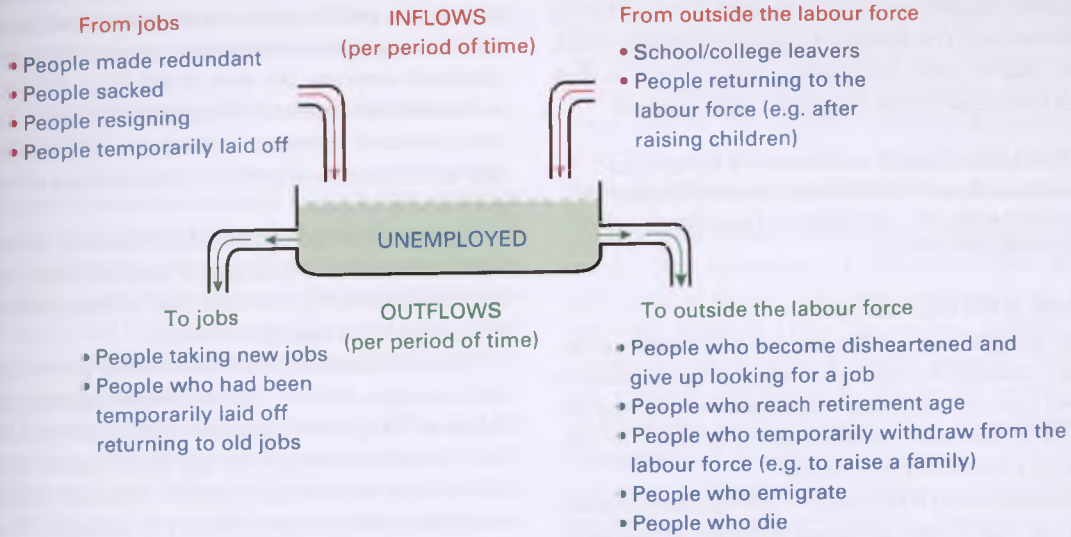 From jobs
• People made redundant
• People sacked
• People resigning
• People temporarily laid off
INFLOWS
(per period of time)
From outside the labour force
• School/college leavers
• People returning to the
labour force (e.g. after
raising children)
UNEMPLOYED
To jobs
• People taking new jobs
• People who had been
temporarily laid off
returning to old jobs
OUTFLOWS
(per period of time)
To outside the labour force
• People who become disheartened and
give up looking for a job
• People who reach retirement age
• People who temporarily withdraw from the
labour force (e.g. to raise a family)
• People who emigrate
• People who die